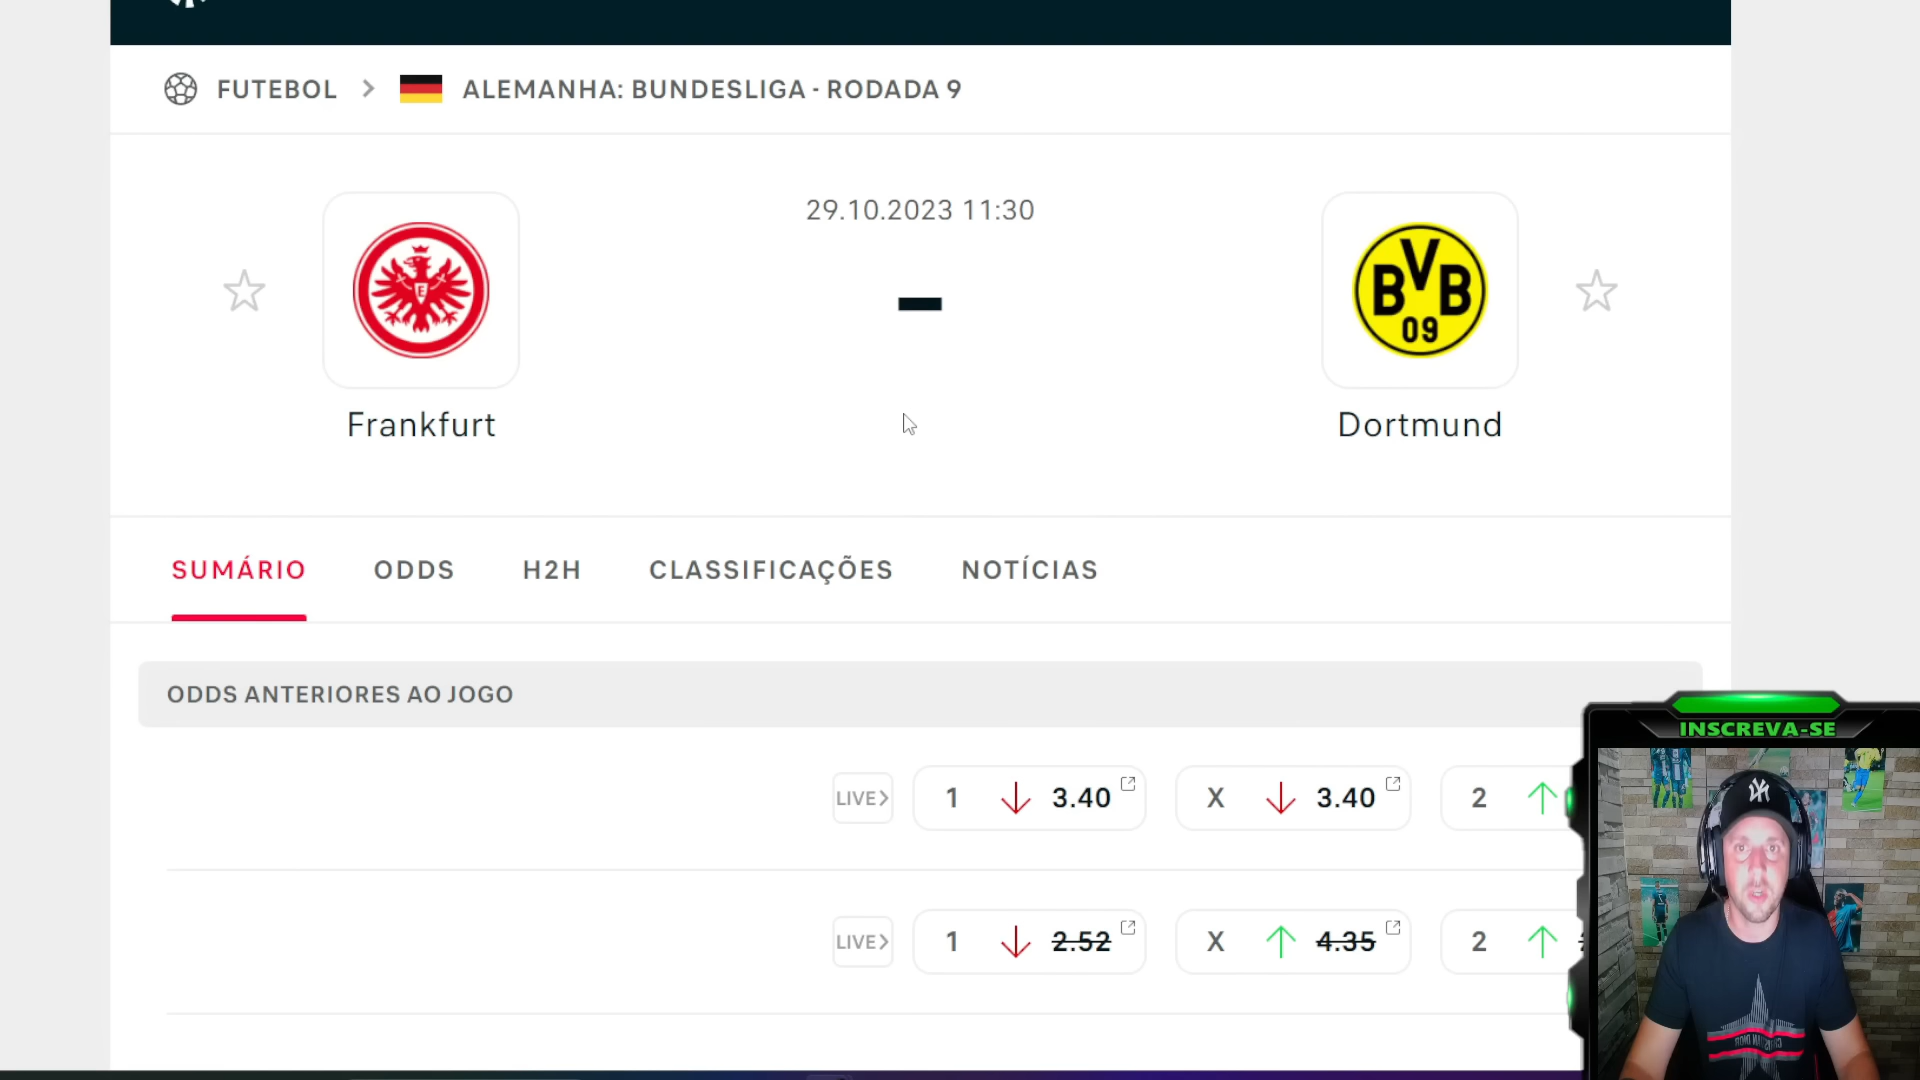 FUTEBOL > ALEMANHA: BUNDESLIGA - RODADA 9
29.10.2023 11:30
BVB
09
Frankfurt
Dortmund
SUMÁRIO ODDS H2H CLASSIFICAÇÕES NOTÍCIAS
ODDS ANTERIORES AO JOGO
INSCREVA-SE
LIVE> 1 3.40 X 3.40 2
LIVE> 1 2.52 X 4.35 2